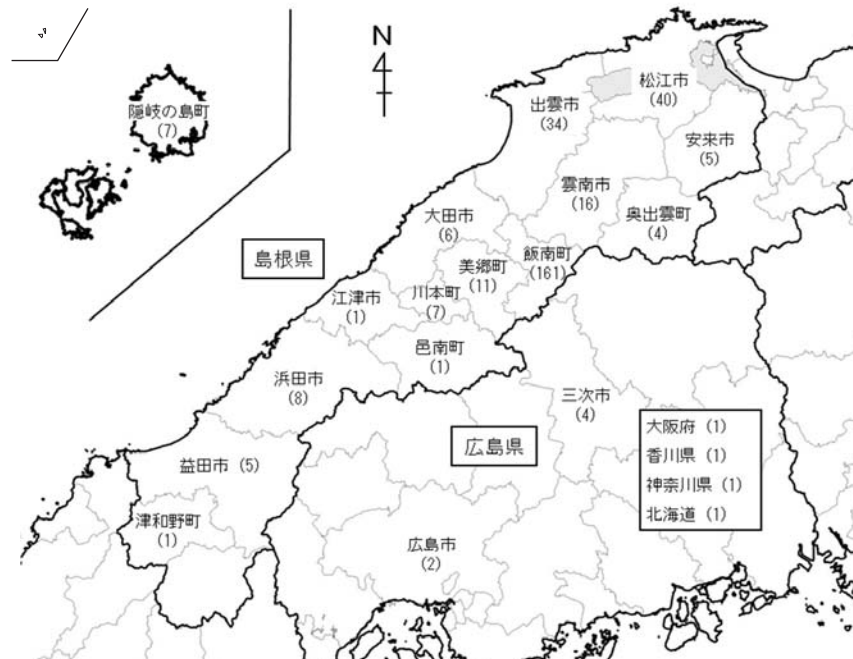 N
隠岐の島町
(7)
松江市
(40)
出雲市
(34)
安来市
(5)
雲南市
(16)
奥出雲町
(4)
大田市
(6)
飯南町
(161)
美郷町
(11)
島根県
川本町
(7)
江津市
(1)
邑南町
(1)
浜田市
(8)
三次市
(4)
広島県
大阪府 (1)
香川県 (1)
神奈川県 (1)
北海道 (1)
益田市 (5)
津和野町
(1)
広島市
(2)